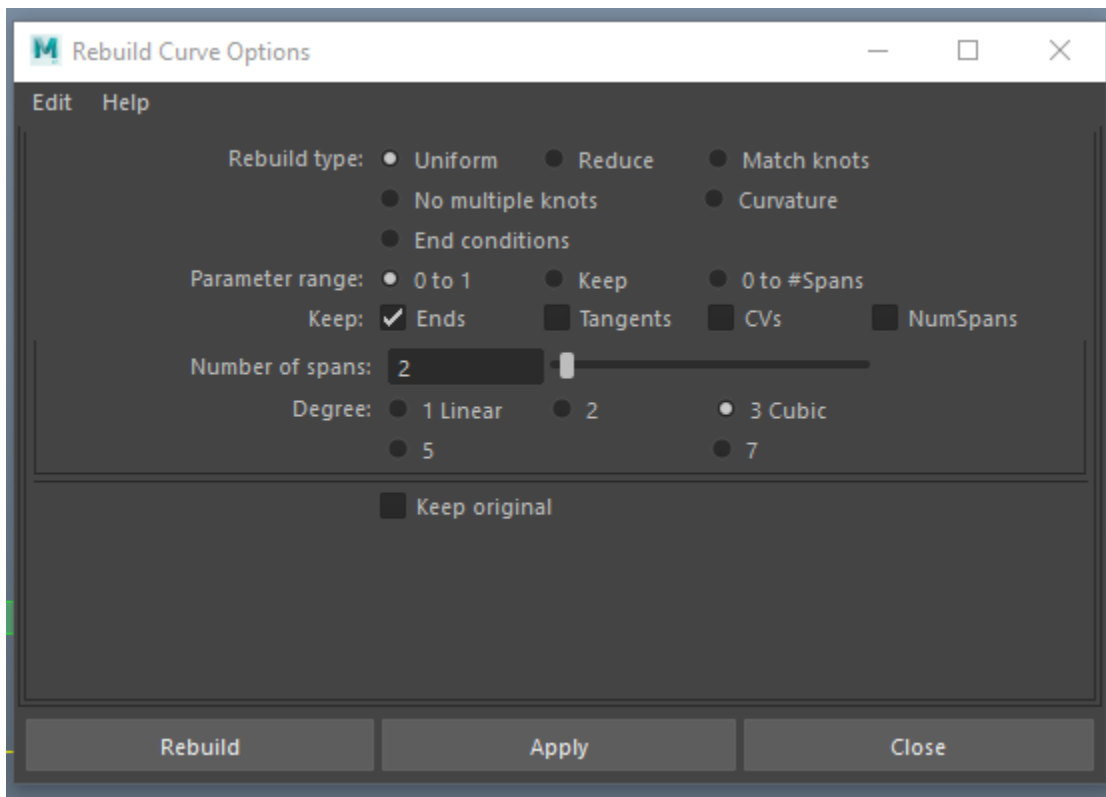 M Rebuild Curve Options
Edit Help
Rebuild type: Uniform Reduce Match knots
No multiple knots Curvature
End conditions
Parameter range: 0 to 1 Keep 0 to #Spans
Keep: Ends Tangents CVs NumSpans
Number of spans: 2
Degree: 1 Linear 2 3 Cubic
5 7
Keep original
Rebuild Apply Close